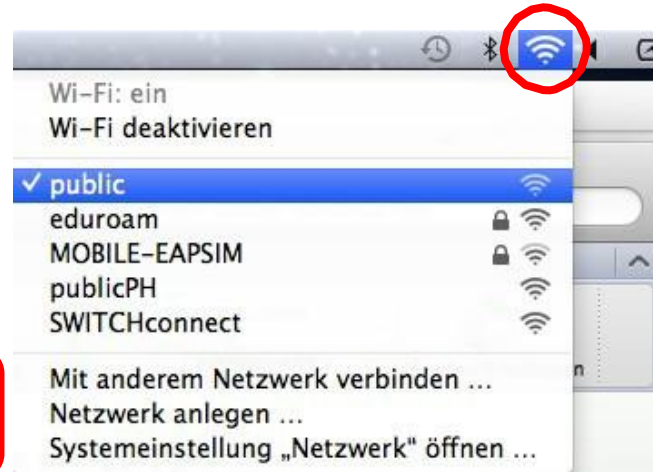 Wi-Fi: ein
Wi-Fi deaktivieren
public
eduroam
MOBILE-EAPSIM
publicPH
SWITCHconnect
Mit anderem Netzwerk verbinden ...
Netzwerk anlegen ...
Systemeinstellung „Netzwerk“ öffnen ...